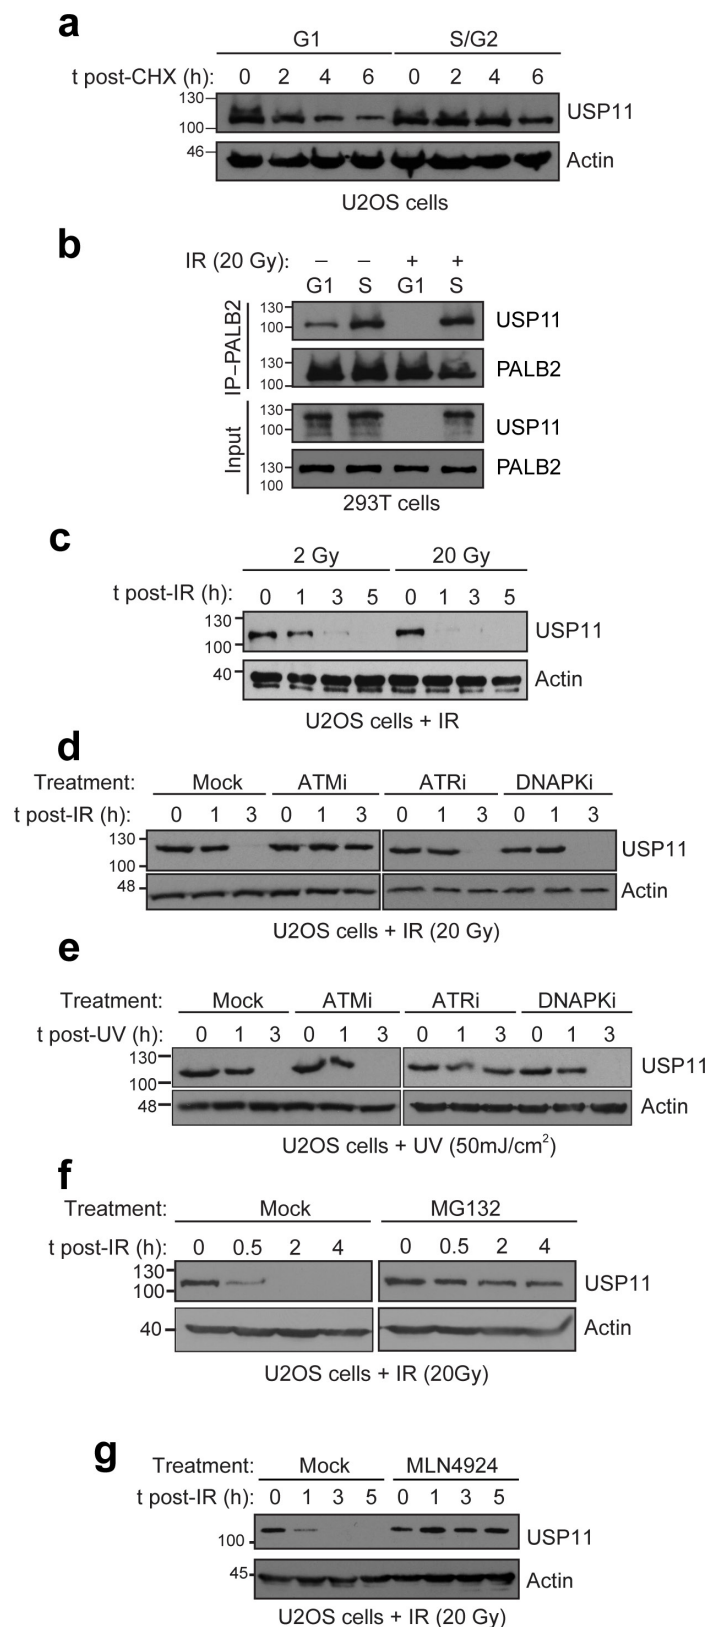 a
G1 S/G2
t post-CHX (h): 0 2 4 6 0 2 4 6
130
100
USP11
46
Actin
U2OS cells
b
IR (20 Gy): – – + +
G1 S G1 S
IP–PALB2
130
100
USP11
130
100
PALB2
Input
130
100
USP11
130
100
PALB2
293T cells
c
2 Gy 20 Gy
t post-IR (h): 0 1 3 5 0 1 3 5
130
100
USP11
40
Actin
U2OS cells + IR
d
Treatment: Mock ATMi ATRi DNAPKi
t post-IR (h): 0 1 3 0 1 3 0 1 3 0 1 3
130
100
USP11
48
Actin
U2OS cells + IR (20 Gy)
e
Treatment: Mock ATMi ATRi DNAPKi
t post-UV (h): 0 1 3 0 1 3 0 1 3 0 1 3
130
100
USP11
48
Actin
U2OS cells + UV (50mJ/cm²)
f
Treatment: Mock MG132
t post-IR (h): 0 0.5 2 4 0 0.5 2 4
130
100
USP11
40
Actin
U2OS cells + IR (20Gy)
g
Treatment: Mock MLN4924
t post-IR (h): 0 1 3 5 0 1 3 5
100
USP11
45
Actin
U2OS cells + IR (20 Gy)